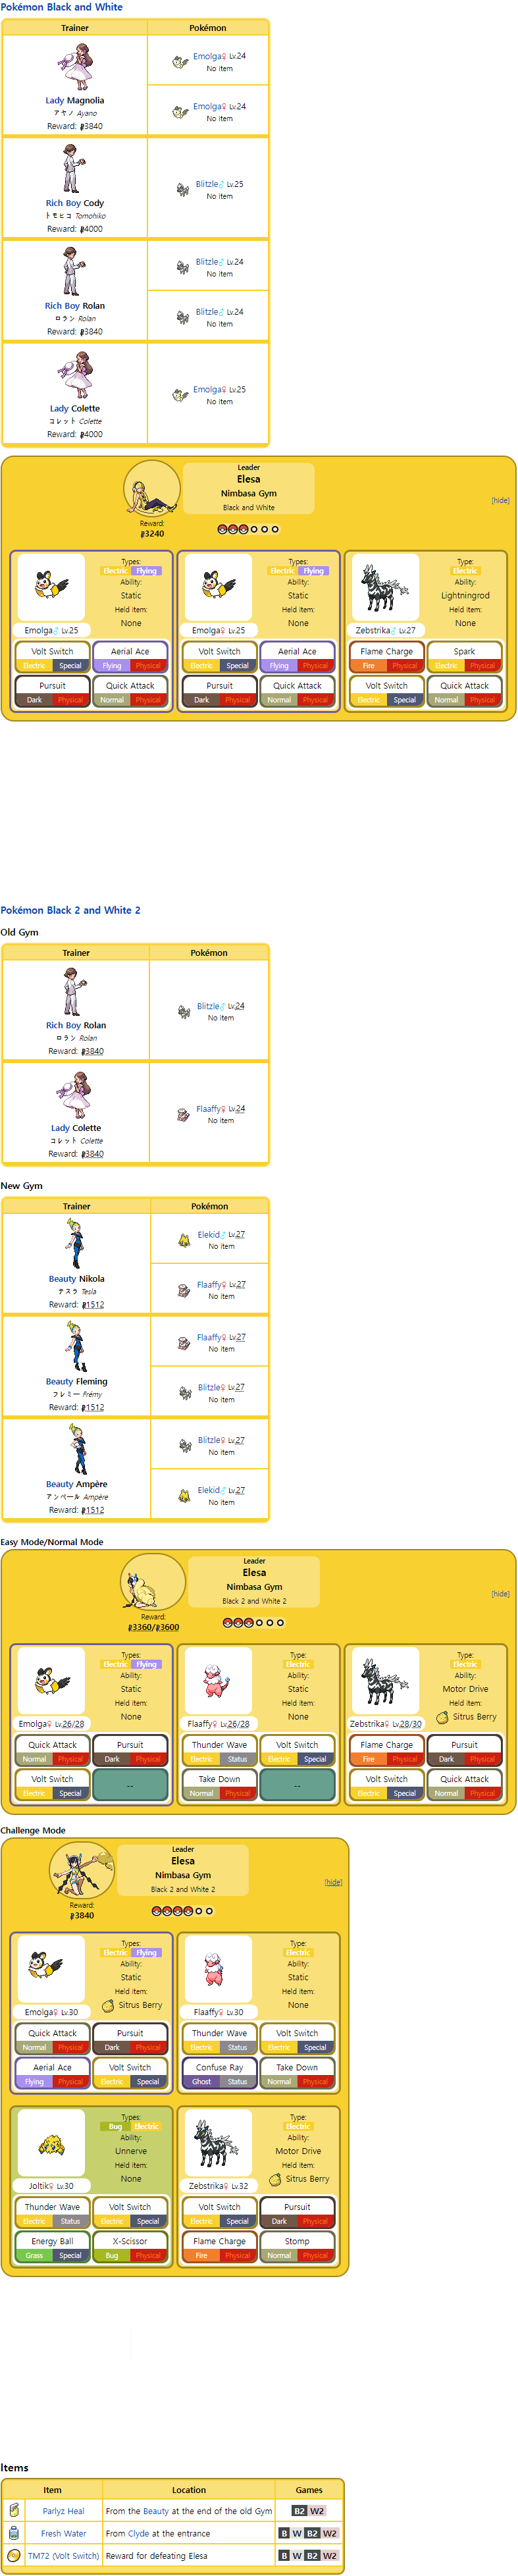 Pokémon Black and White
Trainer Pokémon
Emolga♀ Lv.24
No item
Lady Magnolia
アヤノ Ayano
Reward: 3840
Emolga♀ Lv.24
No item
Rich Boy Cody
トモヒコ Tomohiko
Reward: 4000
Blitzle♂ Lv.25
No item
Rich Boy Rolan
ロラン Rolan
Reward: 3840
Blitzle♂ Lv.24
No item
Blitzle♂ Lv.24
No item
Lady Colette
コレット Colette
Reward: 4000
Emolga♀ Lv.25
No item
Leader
Elesa
Nimbasa Gym
Black and White
[hide]
Reward:
3240
Types:
Electric Flying
Ability:
Static
Held item:
None
Emolga♂ Lv.25
Volt Switch Aerial Ace
Electric Special Flying Physical
Pursuit Quick Attack
Dark Physical Normal Physical
Types:
Electric Flying
Ability:
Static
Held item:
None
Emolga♀ Lv.25
Volt Switch Aerial Ace
Electric Special Flying Physical
Pursuit Quick Attack
Dark Physical Normal Physical
Type:
Electric
Ability:
Lightningrod
Held item:
None
Zebstrika♂ Lv.27
Flame Charge Spark
Fire Physical Electric Physical
Volt Switch Quick Attack
Electric Special Normal Physical
Pokémon Black 2 and White 2
Old Gym
Trainer Pokémon
Rich Boy Rolan
ロラン Rolan
Reward: 3840
Blitzle♂ Lv.24
No item
Lady Colette
コレット Colette
Reward: 3840
Flaaffy♀ Lv.24
No item
New Gym
Trainer Pokémon
Beauty Nikola
テスラ Tesla
Reward: 1512
Elekid♂ Lv.27
No item
Flaaffy♀ Lv.27
No item
Beauty Fleming
フレミー Frémy
Reward: 1512
Flaaffy♀ Lv.27
No item
Blitzle♀ Lv.27
No item
Beauty Ampère
アンペール Ampère
Reward: 1512
Blitzle♀ Lv.27
No item
Elekid♂ Lv.27
No item
Easy Mode/Normal Mode
Leader
Elesa
Nimbasa Gym
Black 2 and White 2
[hide]
Reward:
3360/3600
Types:
Electric Flying
Ability:
Static
Held item:
None
Emolga♀ Lv.26/28
Quick Attack Pursuit
Normal Physical Dark Physical
Volt Switch --
Electric Special
Type:
Electric
Ability:
Static
Held item:
None
Flaaffy♀ Lv.26/28
Thunder Wave Volt Switch
Electric Status Electric Special
Take Down --
Normal Physical
Type:
Electric
Ability:
Motor Drive
Held item:
Sitrus Berry
Zebstrika♀ Lv.28/30
Flame Charge Pursuit
Fire Physical Dark Physical
Volt Switch Quick Attack
Electric Special Normal Physical
Challenge Mode
Leader
Elesa
Nimbasa Gym
Black 2 and White 2
[hide]
Reward:
3840
Types:
Electric Flying
Ability:
Static
Held item:
Sitrus Berry
Emolga♀ Lv.30
Quick Attack Pursuit
Normal Physical Dark Physical
Aerial Ace Volt Switch
Flying Physical Electric Special
Type:
Electric
Ability:
Static
Held item:
None
Flaaffy♀ Lv.30
Thunder Wave Volt Switch
Electric Status Electric Special
Confuse Ray Take Down
Ghost Status Normal Physical
Types:
Bug Electric
Ability:
Unnerve
Held item:
None
Joltik♀ Lv.30
Thunder Wave Volt Switch
Electric Status Electric Special
Energy Ball X-Scissor
Grass Special Bug Physical
Type:
Electric
Ability:
Motor Drive
Held item:
Sitrus Berry
Zebstrika♀ Lv.32
Volt Switch Pursuit
Electric Special Dark Physical
Flame Charge Stomp
Fire Physical Normal Physical
Items
Item Location Games
Parlyz Heal From the Beauty at the end of the old Gym B2 W2
Fresh Water From Clyde at the entrance B W B2 W2
TM72 (Volt Switch) Reward for defeating Elesa B W B2 W2